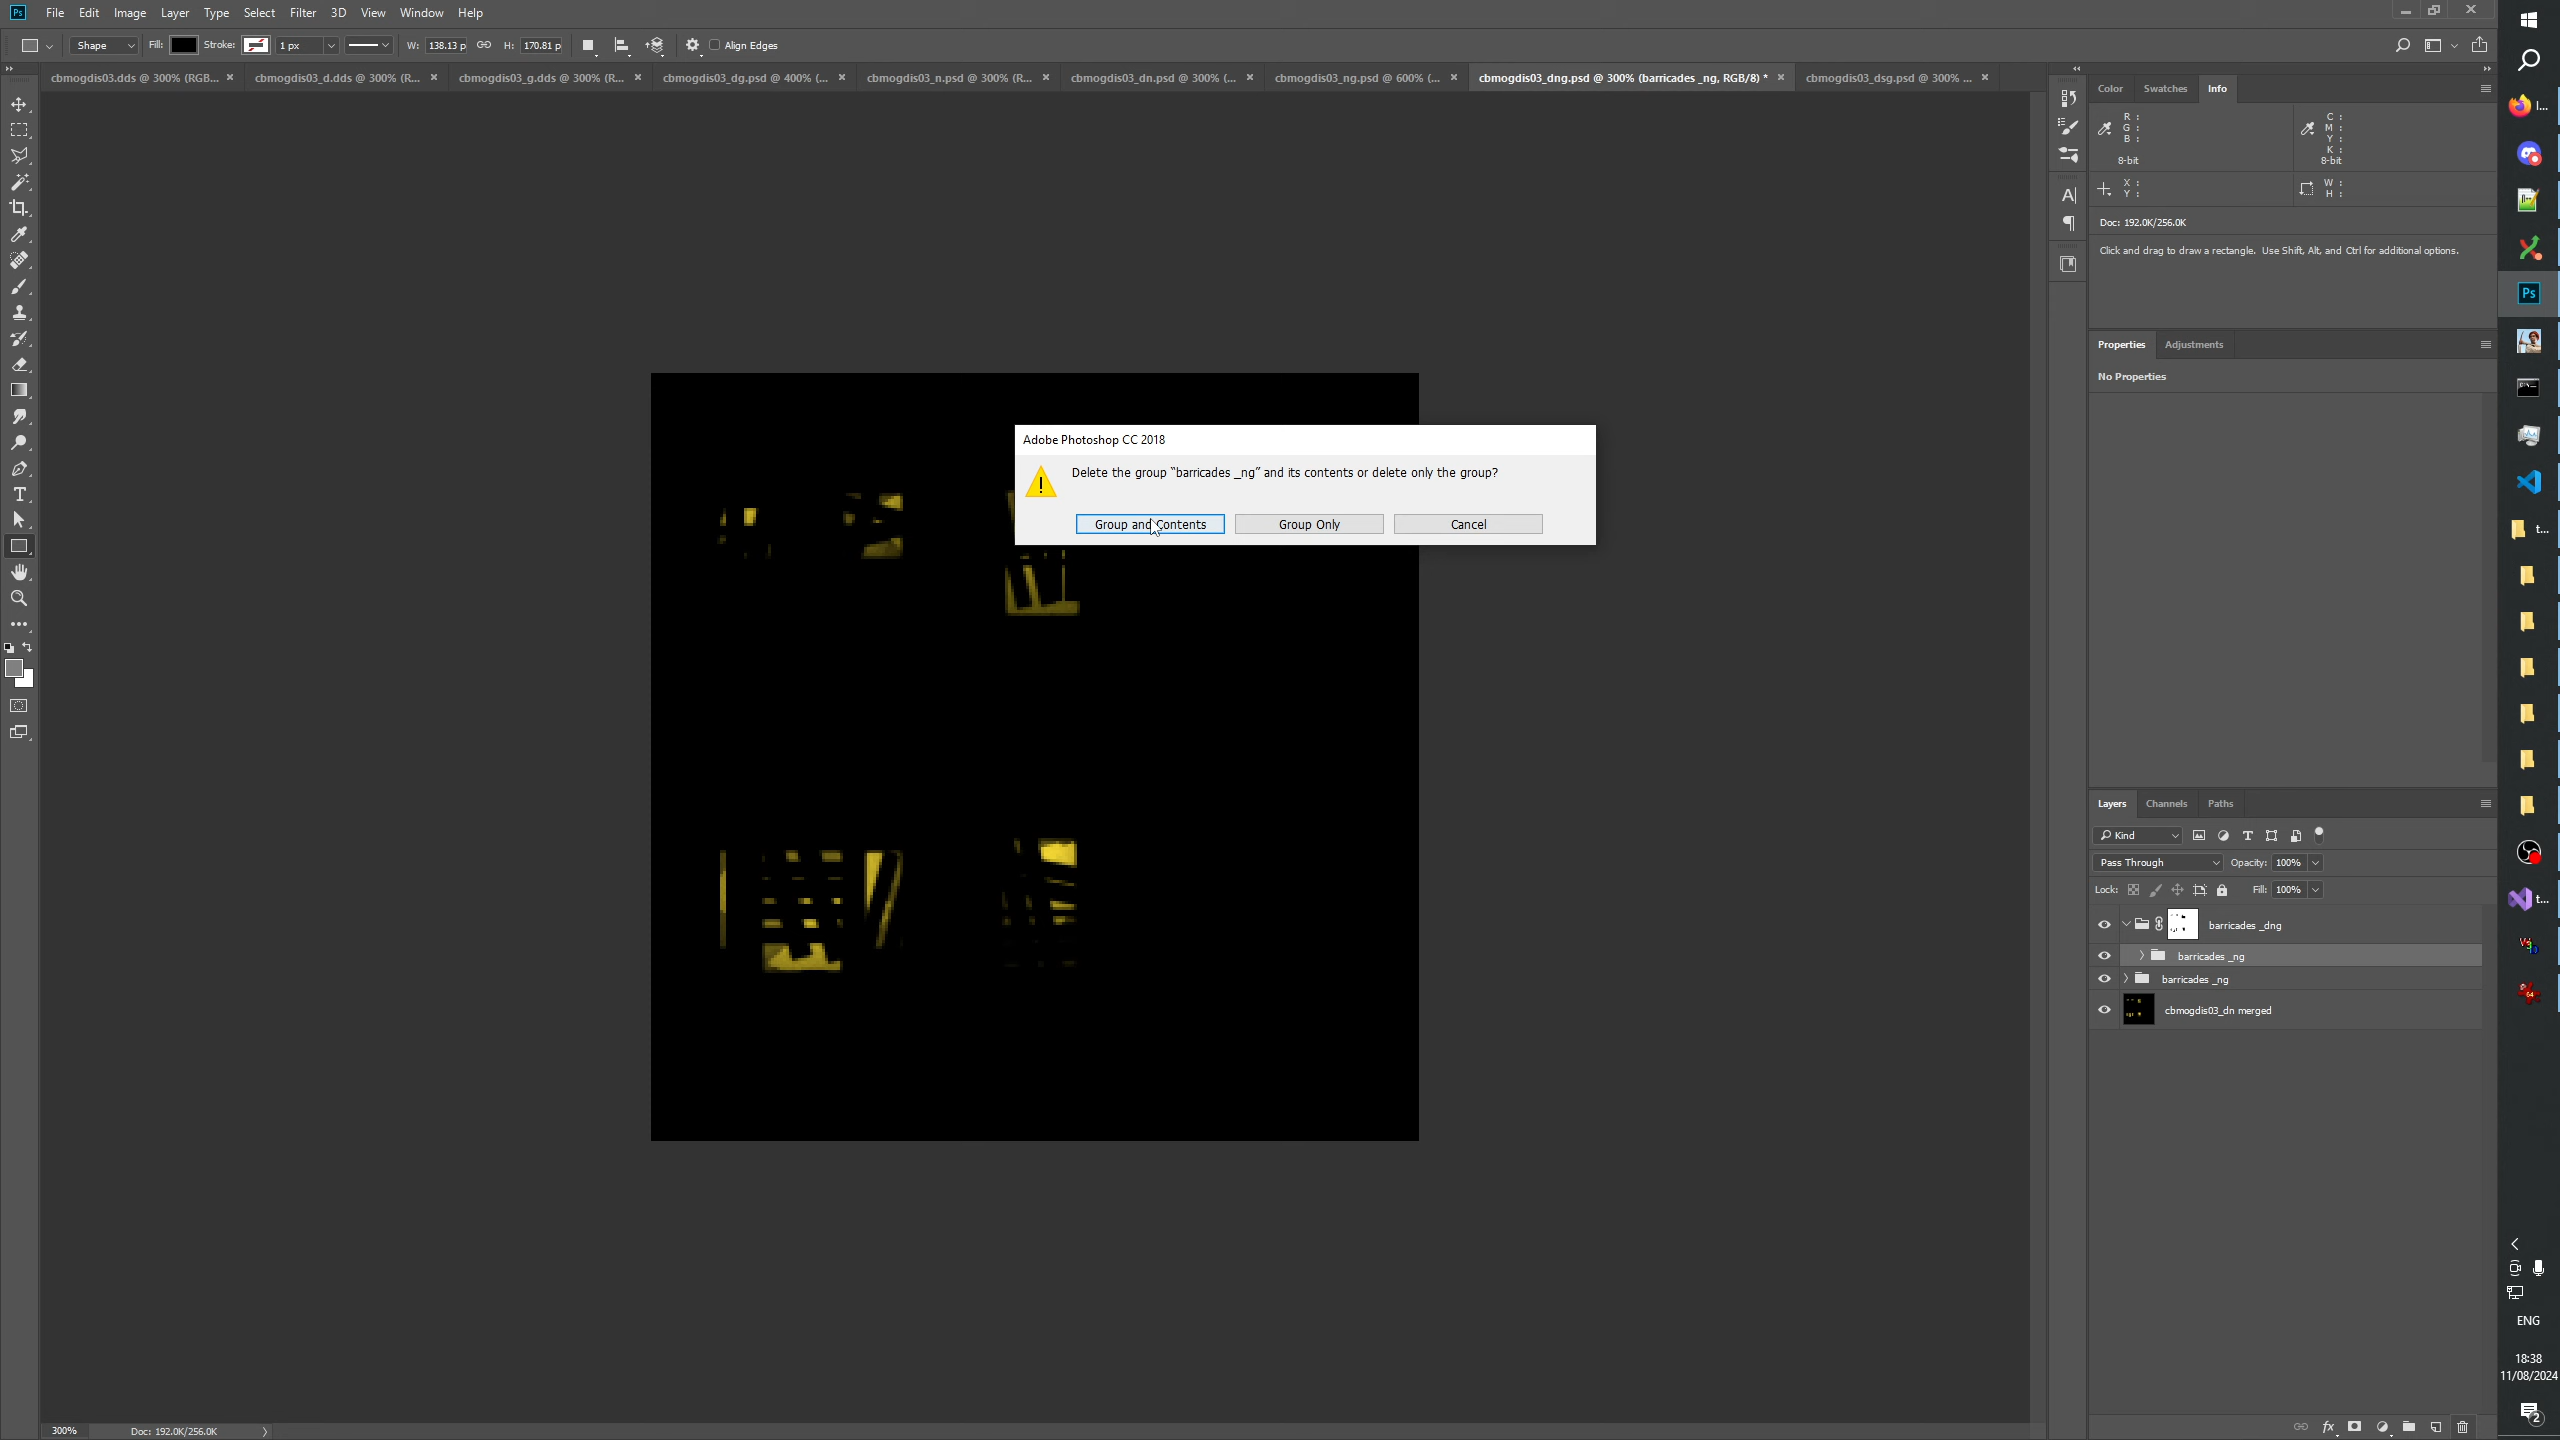 Ps File Edit Image Layer Type Select Filter 3D View Window Help
Shape Fill: Stroke: 1 px W: 138.13 p H: 170.81 p Align Edges
cbmogdis03.dds @ 300% (RGB... × cbmogdis03_d.dds @ 300% (R... × cbmogdis03_g.dds @ 300% (R... × cbmogdis03_dg.psd @ 400% (... × cbmogdis03_n.psd @ 300% (R... × cbmogdis03_dn.psd @ 300% (... × cbmogdis03_ng.psd @ 600% (... × cbmogdis03_dng.psd @ 300% (barricades _ng, RGB/8) * × cbmogdis03_dsg.psd @ 300% ... ×
Color Swatches Info
R : C :
G : M :
B : Y :
K :
8-bit 8-bit
X : W :
Y : H :
Doc: 192.0K/256.0K
Click and drag to draw a rectangle. Use Shift, Alt, and Ctrl for additional options.
Properties Adjustments
No Properties
Adobe Photoshop CC 2018
Delete the group “barricades _ng” and its contents or delete only the group?
Group and Contents Group Only Cancel
Layers Channels Paths
Kind
Pass Through Opacity: 100%
Lock: Fill: 100%
barricades _dng
barricades _ng
barricades _ng
cbmogdis03_dn merged
300% Doc: 192.0K/256.0K
l...
Ps
t...
t...
64
ENG
18:38
11/08/2024
2